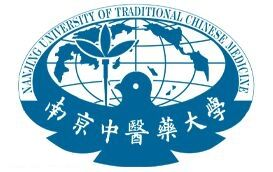 NANJING UNIVERSITY OF TRADITIONAL CHINESE MEDICINE
南京中醫藥大學